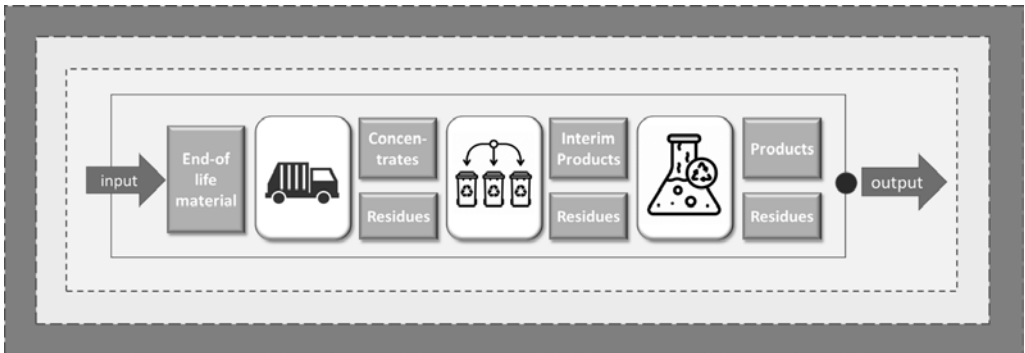 input
End-of
life
material
Concen-
trates
Residues
Interim
Products
Residues
Products
Residues
output